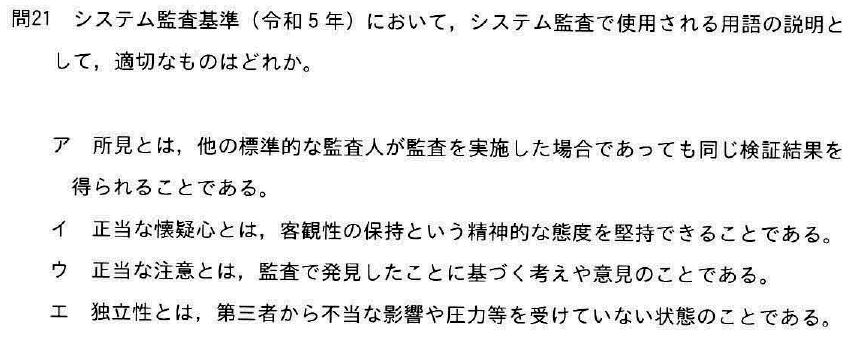 問21　システム監査基準（令和5年）において，システム監査で使用される用語の説明と
して，適切なものはどれか。
ア　所見とは，他の標準的な監査人が監査を実施した場合であっても同じ検証結果を
得られることである。
イ　正当な懐疑心とは，客観性の保持という精神的な態度を堅持できることである。
ウ　正当な注意とは，監査で発見したことに基づく考えや意見のことである。
エ　独立性とは，第三者から不当な影響や圧力等を受けていない状態のことである。